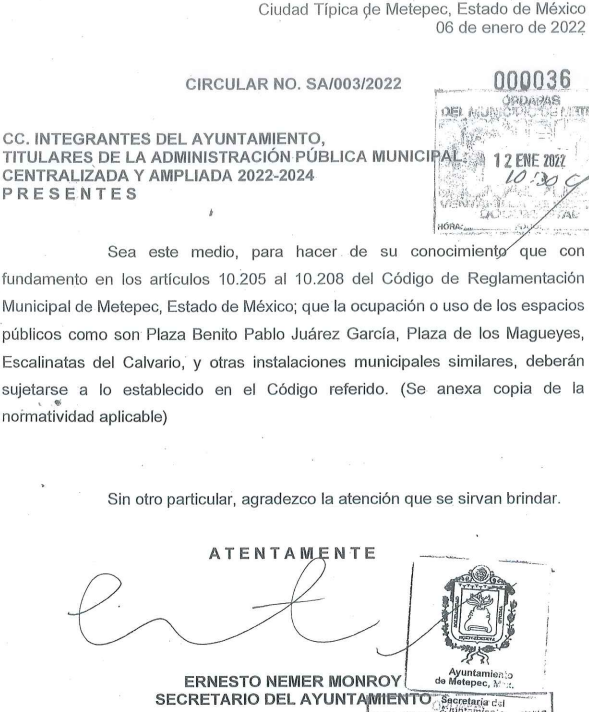 Ciudad Típica de Metepec, Estado de México
06 de enero de 2022
CIRCULAR NO. SA/003/2022
000036
OPDAPAS
DEL MUNICIPIO DE
CC. INTEGRANTES DEL AYUNTAMIENTO,
TITULARES DE LA ADMINISTRACIÓN PÚBLICA MUNICIPAL
CENTRALIZADA Y AMPLIADA 2022-2024
P R E S E N T E S
12 ENE 2022
10:30
HORA:
Sea este medio, para hacer de su conocimiento que con
fundamento en los artículos 10.205 al 10.208 del Código de Reglamentación
Municipal de Metepec, Estado de México; que la ocupación o uso de los espacios
públicos como son Plaza Benito Pablo Juárez García, Plaza de los Magueyes,
Escalinatas del Calvario, y otras instalaciones municipales similares, deberán
sujetarse a lo establecido en el Código referido. (Se anexa copia de la
normatividad aplicable)
Sin otro particular, agradezco la atención que se sirvan brindar.
A T E N T A M E N T E
Ayuntamiento
de Metepec,
ERNESTO NEMER MONROY
SECRETARIO DEL AYUNTAMIENTO
Secretaría del